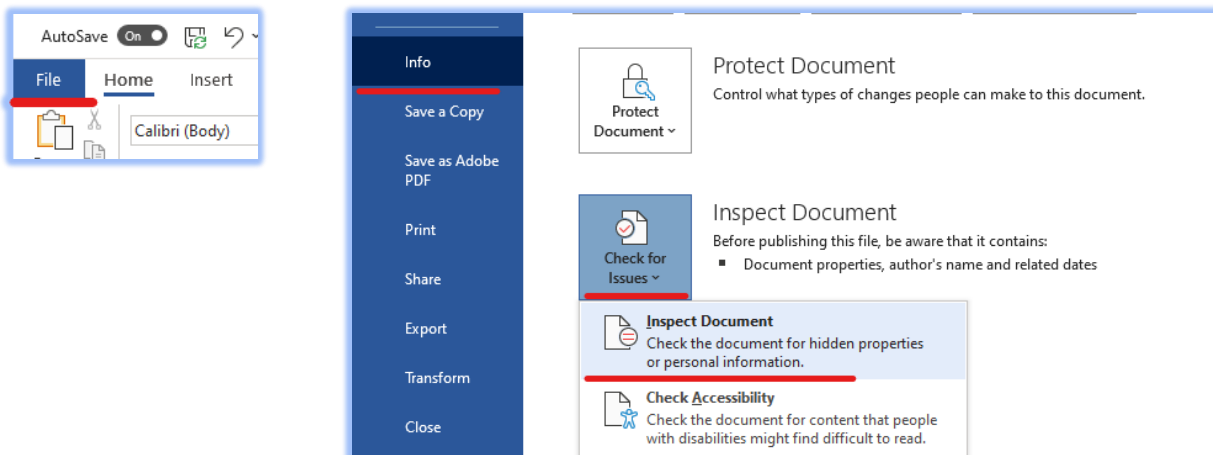 AutoSave On
File Home Insert
Calibri (Body)
Info
Save a Copy
Save as Adobe
PDF
Print
Share
Export
Transform
Close
Protect
Document
Protect Document
Control what types of changes people can make to this document.
Check for
Issues
Inspect Document
Before publishing this file, be aware that it contains:
▪ Document properties, author's name and related dates
Inspect Document
Check the document for hidden properties
or personal information.
Check Accessibility
Check the document for content that people
with disabilities might find difficult to read.